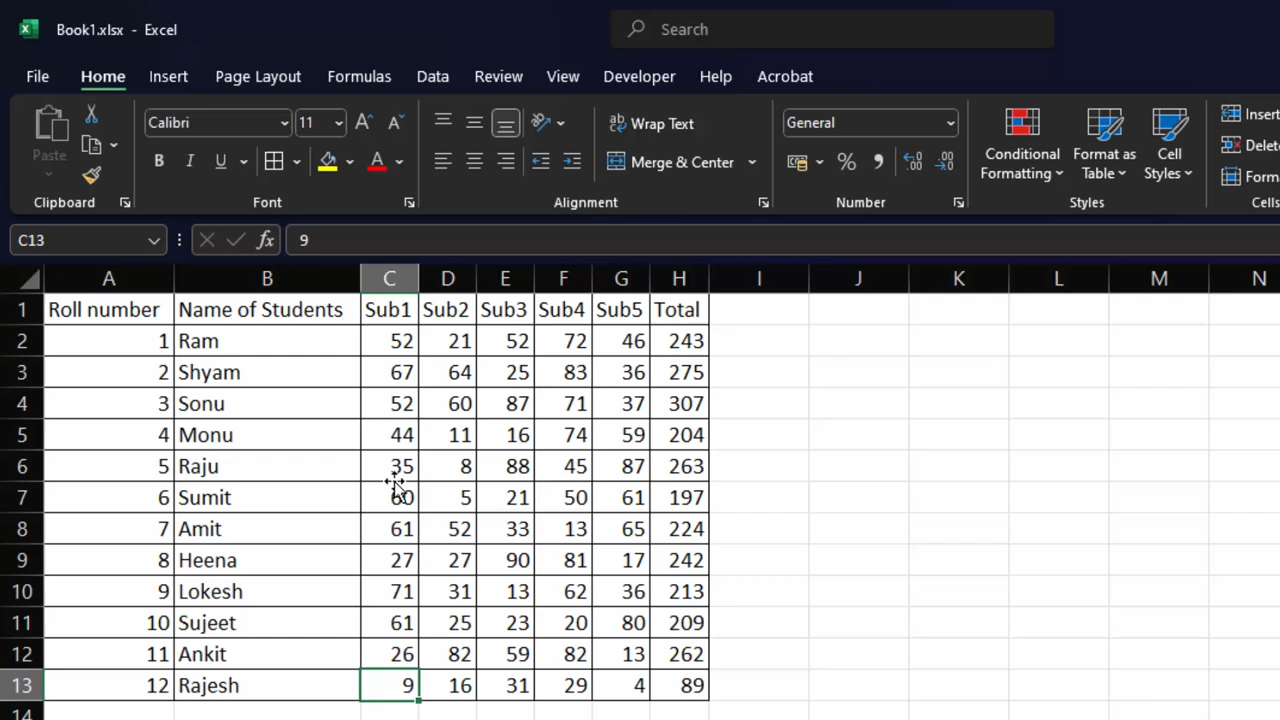 Book1.xlsx - Excel
Search
File Home Insert Page Layout Formulas Data Review View Developer Help Acrobat
Paste
Calibri 11
B I U A
Wrap Text
Merge & Center
General
%
Conditional Formatting
Format as Table
Cell Styles
Insert
Delete
Form
Clipboard Font Alignment Number Styles Cells
C13 fx 9
A B C D E F G H I J K L M N
1 Roll number Name of Students Sub1 Sub2 Sub3 Sub4 Sub5 Total
2 1 Ram 52 21 52 72 46 243
3 2 Shyam 67 64 25 83 36 275
4 3 Sonu 52 60 87 71 37 307
5 4 Monu 44 11 16 74 59 204
6 5 Raju 35 8 88 45 87 263
7 6 Sumit 60 5 21 50 61 197
8 7 Amit 61 52 33 13 65 224
9 8 Heena 27 27 90 81 17 242
10 9 Lokesh 71 31 13 62 36 213
11 10 Sujeet 61 25 23 20 80 209
12 11 Ankit 26 82 59 82 13 262
13 12 Rajesh 9 16 31 29 4 89
14